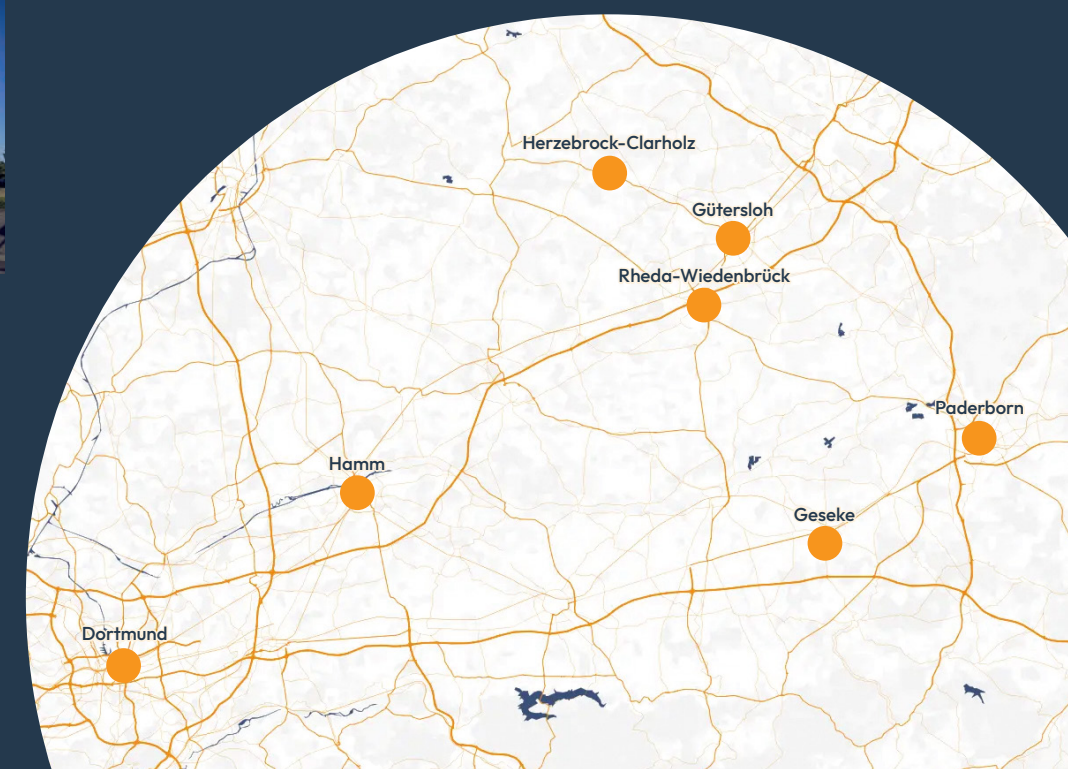 Herzebrock-Clarholz
Gütersloh
Rheda-Wiedenbrück
Paderborn
Hamm
Geseke
Dortmund